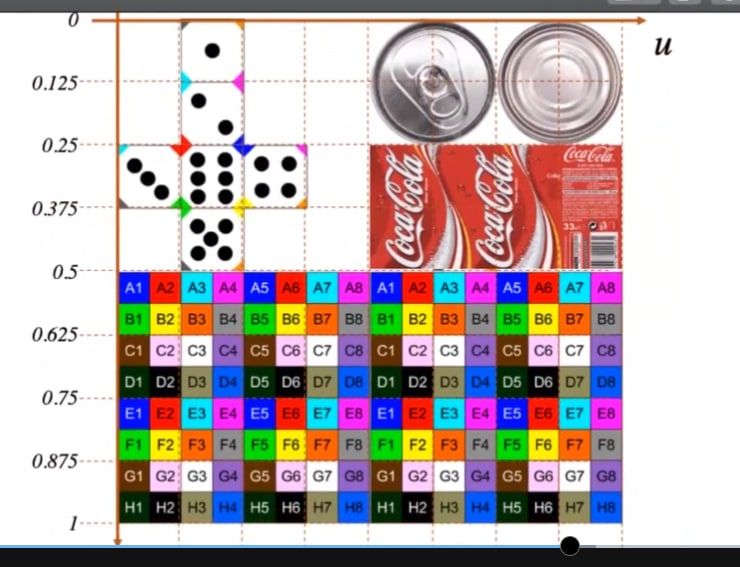 0
u
0.125
0.25
Coca-Cola
Coca-Cola Coca-Cola
0.375
0.5
A1 A2 A3 A4 A5 A6 A7 A8 A1 A2 A3 A4 A5 A6 A7 A8
B1 B2 B3 B4 B5 B6 B7 B8 B1 B2 B3 B4 B5 B6 B7 B8
0.625
C1 C2 C3 C4 C5 C6 C7 C8 C1 C2 C3 C4 C5 C6 C7 C8
D1 D2 D3 D4 D5 D6 D7 D8 D1 D2 D3 D4 D5 D6 D7 D8
0.75
E1 E2 E3 E4 E5 E6 E7 E8 E1 E2 E3 E4 E5 E6 E7 E8
F1 F2 F3 F4 F5 F6 F7 F8 F1 F2 F3 F4 F5 F6 F7 F8
0.875
G1 G2 G3 G4 G5 G6 G7 G8 G1 G2 G3 G4 G5 G6 G7 G8
H1 H2 H3 H4 H5 H6 H7 H8 H1 H2 H3 H4 H5 H6 H7 H8
1